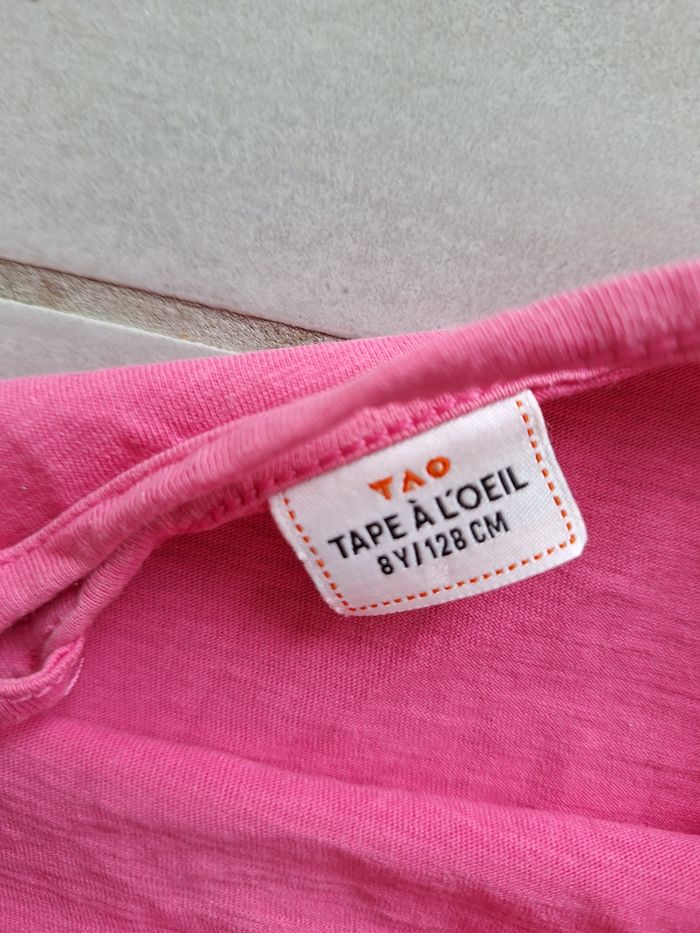 TAO
TAPE À L'OEIL
8Y/128 CM